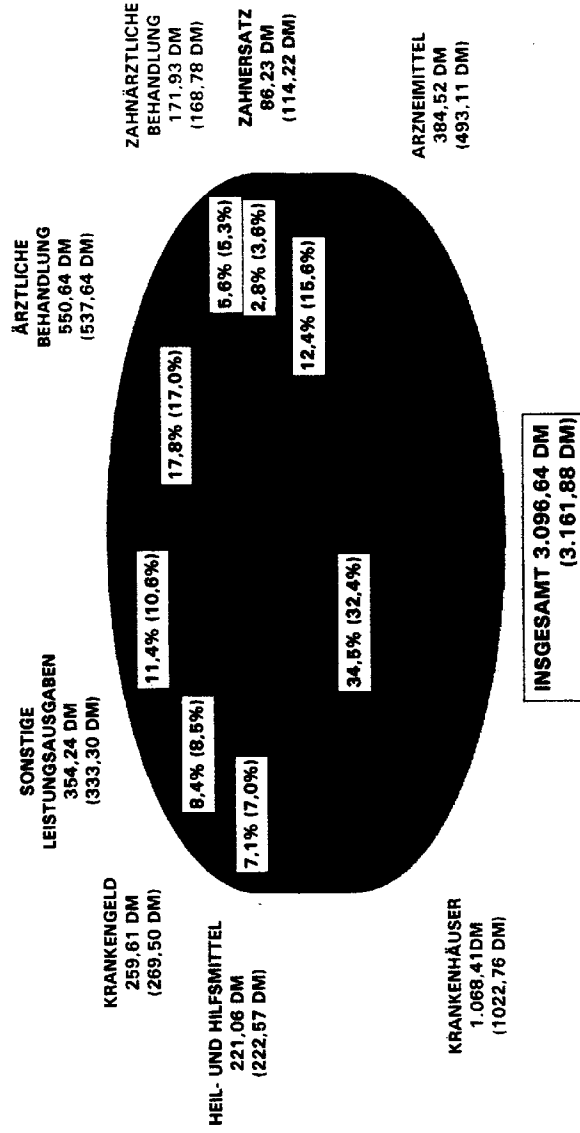 ZAHNÄRZTLICHE
BEHANDLUNG
171,93 DM
(168,78 DM)
ZAHNERSATZ
86,23 DM
(114,22 DM)
ARZNEIMITTEL
384,52 DM
(493,11 DM)
ÄRZTLICHE
BEHANDLUNG
550,64 DM
(537,64 DM)
SONSTIGE
LEISTUNGSAUSGABEN
354,24 DM
(333,30 DM)
KRANKENGELD
259,61 DM
(269,50 DM)
HEIL- UND HILFSMITTEL
221,06 DM
(222,57 DM)
KRANKENHÄUSER
1.068,41DM
(1022,76 DM)
5,6% (5,3%)
2,8% (3,6%)
12,4% (15,6%)
17,8% (17,0%)
11,4% (10,6%)
8,4% (8,5%)
7,1% (7,0%)
34,5% (32,4%)
INSGESAMT 3.096,64 DM
(3.161,88 DM)